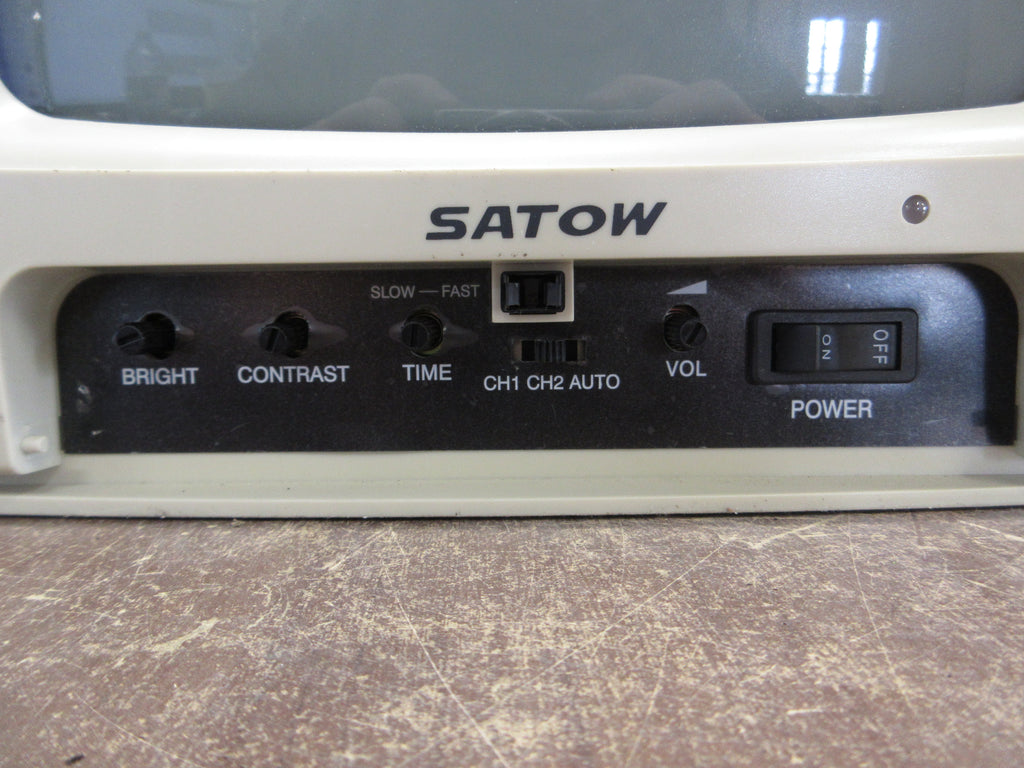 SATOW
SLOW — FAST
BRIGHT CONTRAST TIME CH1 CH2 AUTO VOL
ON OFF
POWER